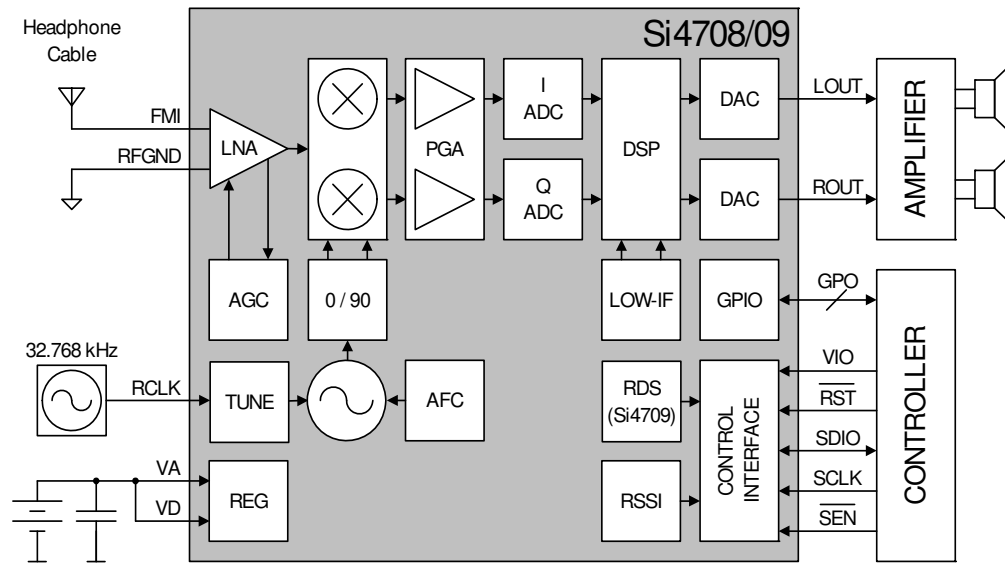 Headphone
Cable
Si4708/09
FMI
RFGND
LNA
PGA
I
ADC
Q
ADC
DSP
DAC
DAC
LOUT
ROUT
AMPLIFIER
AGC
0 / 90
LOW-IF
GPIO
GPO
32.768 kHz
RCLK
TUNE
AFC
RDS
(Si4709)
CONTROL
INTERFACE
VIO
RST
SDIO
SCLK
SEN
CONTROLLER
VA
VD
REG
RSSI